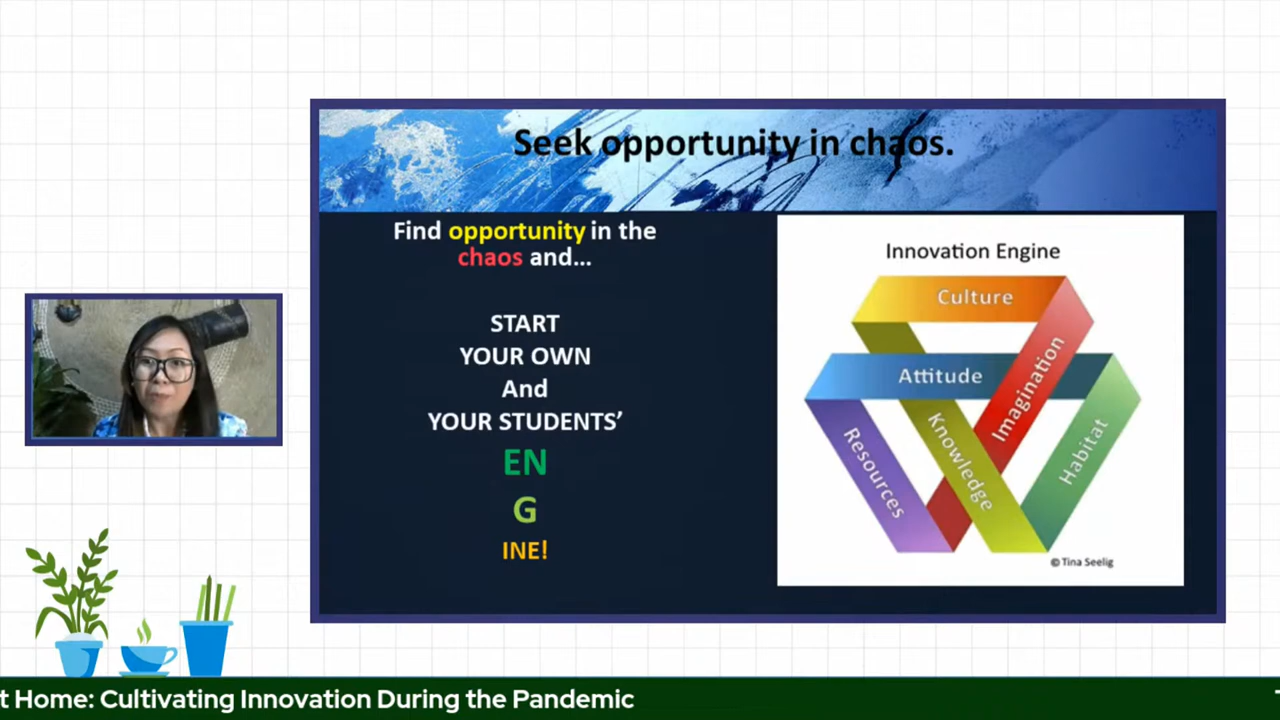 Seek opportunity in chaos.
Find opportunity in the
chaos and...
START
YOUR OWN
And
YOUR STUDENTS’
EN
G
INE!
Innovation Engine
Culture
Attitude
Imagination
Knowledge
Resources
Habitat
© Tina Seelig
t Home: Cultivating Innovation During the Pandemic